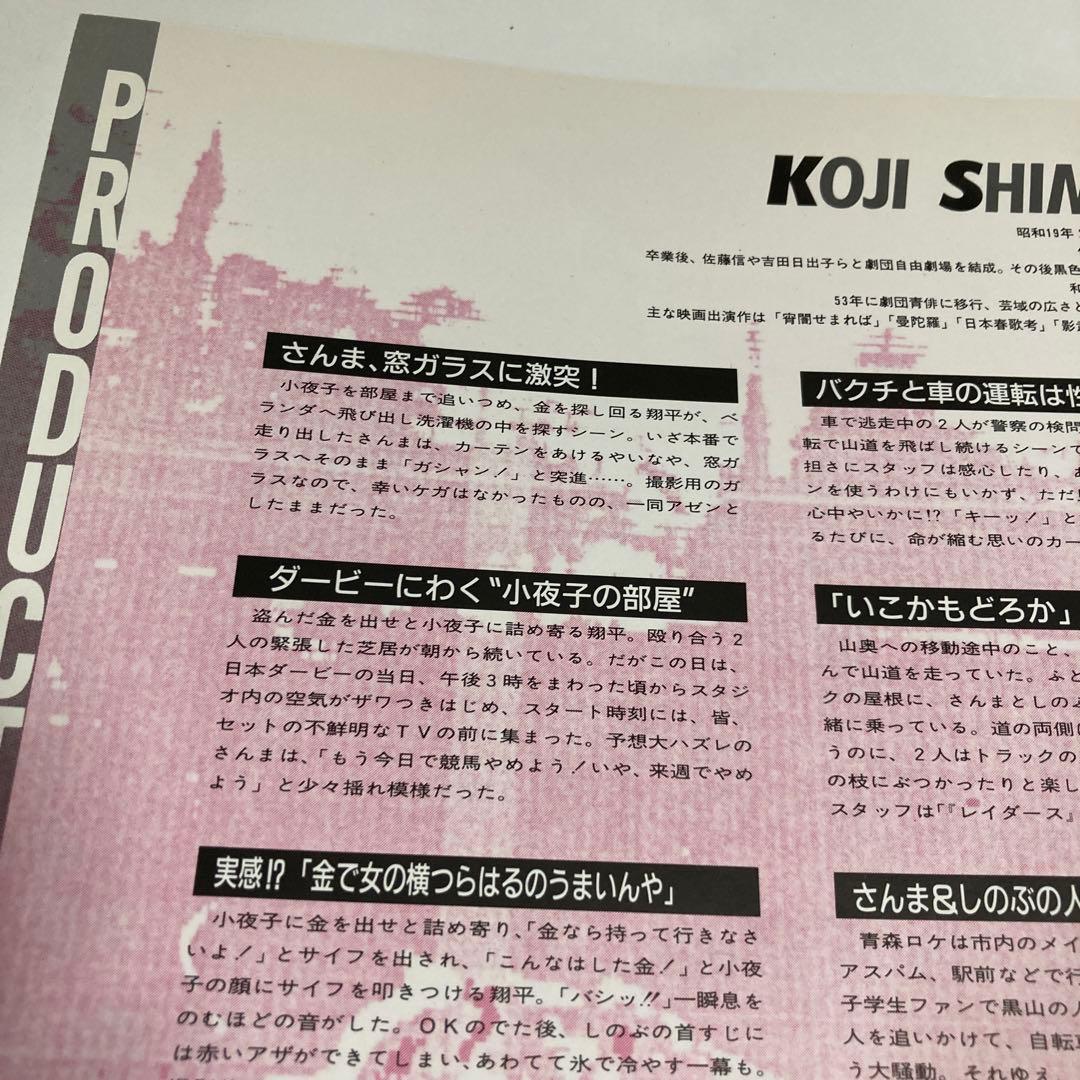 PRODUCT
KOJI SHIM
昭和19年
卒業後、佐藤信や吉田日出子らと劇団自由劇場を結成。その後黒色
和
53年に劇団青俳に移行、芸域の広さと
主な映画出演作は「宵闇せまれば」「曼陀羅」「日本春歌考」「影武
さんま、窓ガラスに激突！
小夜子を部屋まで追いつめ、金を探し回る翔平が、ベ
ランダへ飛び出し洗濯機の中を探すシーン。いざ本番で
走り出したさんまは、カーテンをあけるやいなや、窓ガ
ラスへそのまま「ガシャン！」と突進……。撮影用のガ
ラスなので、幸いケガはなかったものの、一同アゼンと
したままだった。
ダービーにわく“小夜子の部屋”
盗んだ金を出せと小夜子に詰め寄る翔平。殴り合う２
人の緊張した芝居が朝から続いている。だがこの日は、
日本ダービーの当日、午後３時をまわった頃からスタジ
オ内の空気がザワつきはじめ、スタート時刻には、皆、
セットの不鮮明なＴＶの前に集まった。予想大ハズレの
さんまは、「もう今日で競馬やめよう！いや、来週でやめ
よう」と少々揺れ模様だった。
実感!?「金で女の横つらはるのうまいんや」
小夜子に金を出せと詰め寄り、「金なら持って行きなさ
いよ！」とサイフを出され、「こんなはした金！」と小夜
子の顔にサイフを叩きつける翔平。「バシッ!!」一瞬息を
のむほどの音がした。ＯＫのでた後、しのぶの首すじに
は赤いアザができてしまい、あわてて氷で冷やす一幕も。
バクチと車の運転は性
車で逃走中の２人が警察の検問
転で山道を飛ばし続けるシーンで
担さにスタッフは感心したり、あ
ンを使うわけにもいかず、ただ
心中やいかに!?「キーッ！」と
るたびに、命が縮む思いのカー
「いこかもどろか」
山奥への移動途中のこと、
んで山道を走っていた。ふと
クの屋根に、さんまとしのぶ
緒に乗っている。道の両側に
うのに、２人はトラックの
の枝にぶつかったりと楽し
スタッフは「『レイダース』
さんま＆しのぶの人
青森ロケは市内のメイ
アスパム、駅前などで行
子学生ファンで黒山の人
人を追いかけて、自転車
う大騒動。それゆえ、